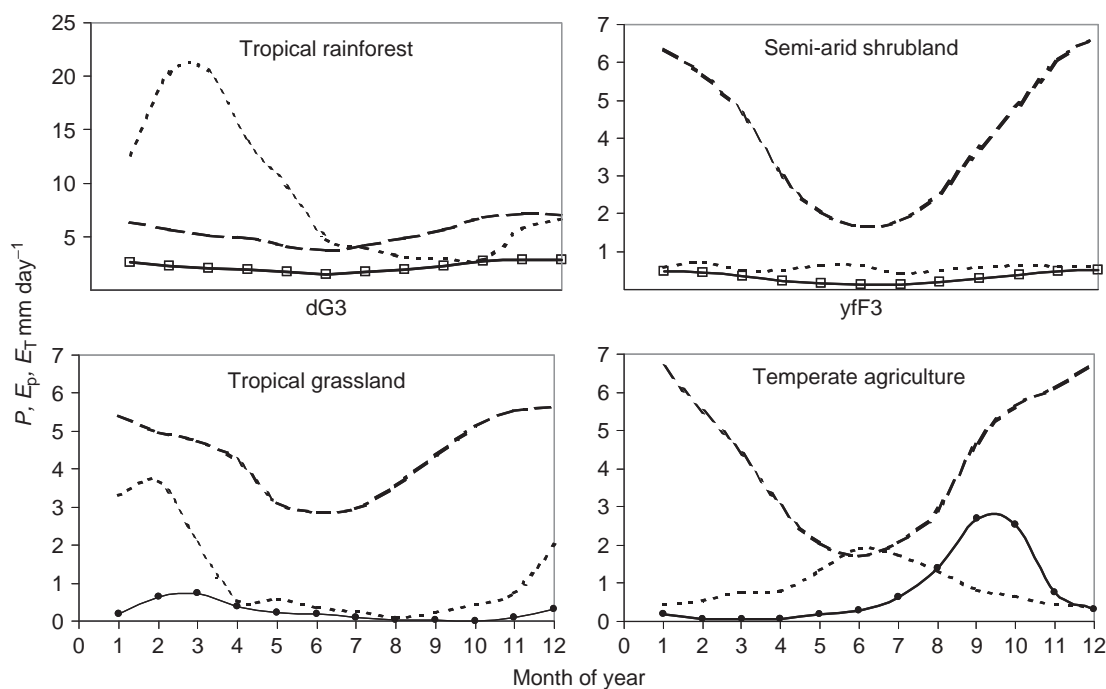 Tropical rainforest
25
20
15
10
5
dG3
Semi-arid shrubland
7
6
5
4
3
2
1
yfF3
P, Ep, ET mm day−1
Tropical grassland
7
6
5
4
3
2
1
0
0 1 2 3 4 5 6 7 8 9 10 11 12
Temperate agriculture
7
6
5
4
3
2
1
0
0 1 2 3 4 5 6 7 8 9 10 11 12
Month of year